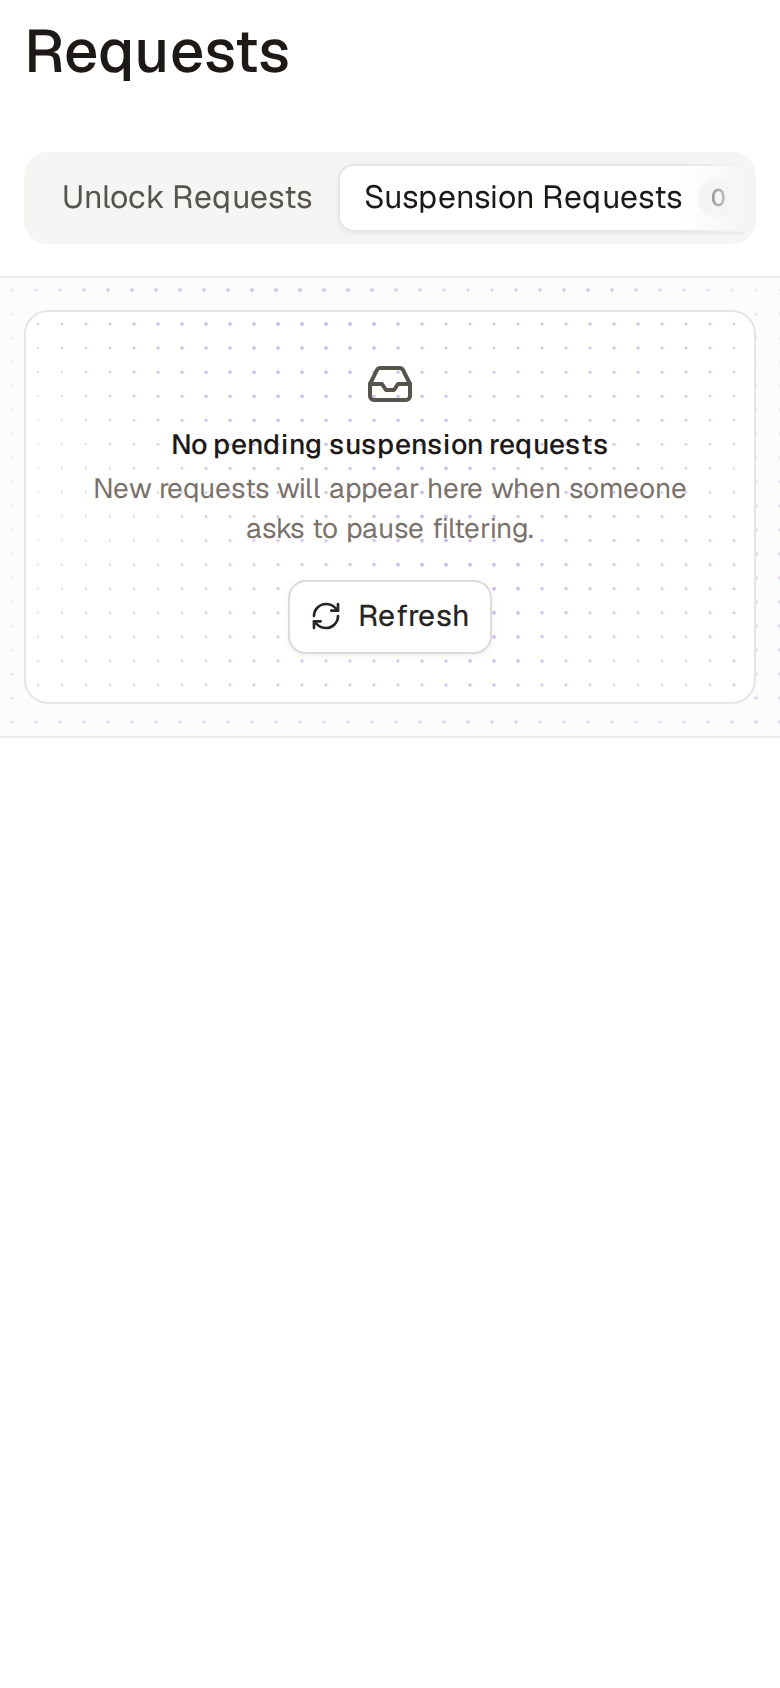 Requests
Unlock Requests
Suspension Requests 0
No pending suspension requests
New requests will appear here when someone
asks to pause filtering.
Refresh